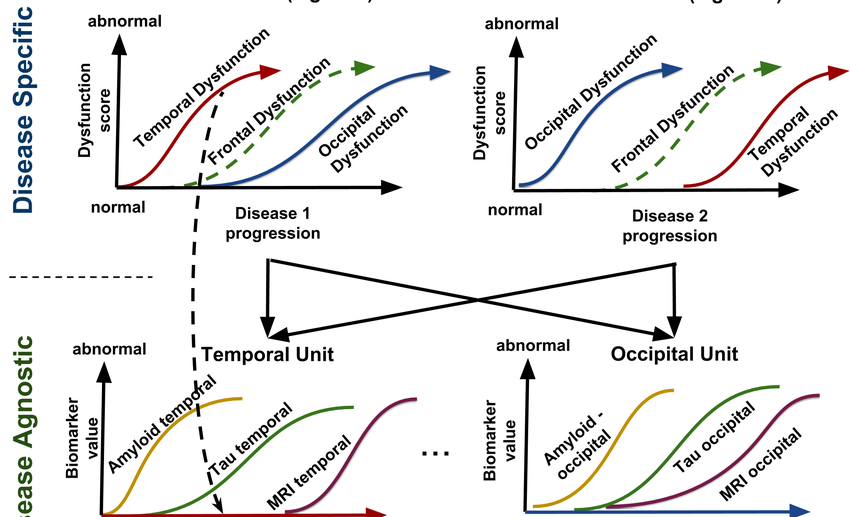 Disease Specific
abnormal
Dysfunction
score
Temporal Dysfunction
Frontal Dysfunction
Occipital
Dysfunction
normal
Disease 1
progression
abnormal
Dysfunction
score
Occipital Dysfunction
Frontal Dysfunction
Temporal
Dysfunction
normal
Disease 2
progression
Agnostic
abnormal
Temporal Unit
Biomarker
value
Amyloid temporal
Tau temporal
MRI temporal
...
abnormal
Occipital Unit
Biomarker
value
Amyloid -
occipital
Tau occipital
MRI occipital